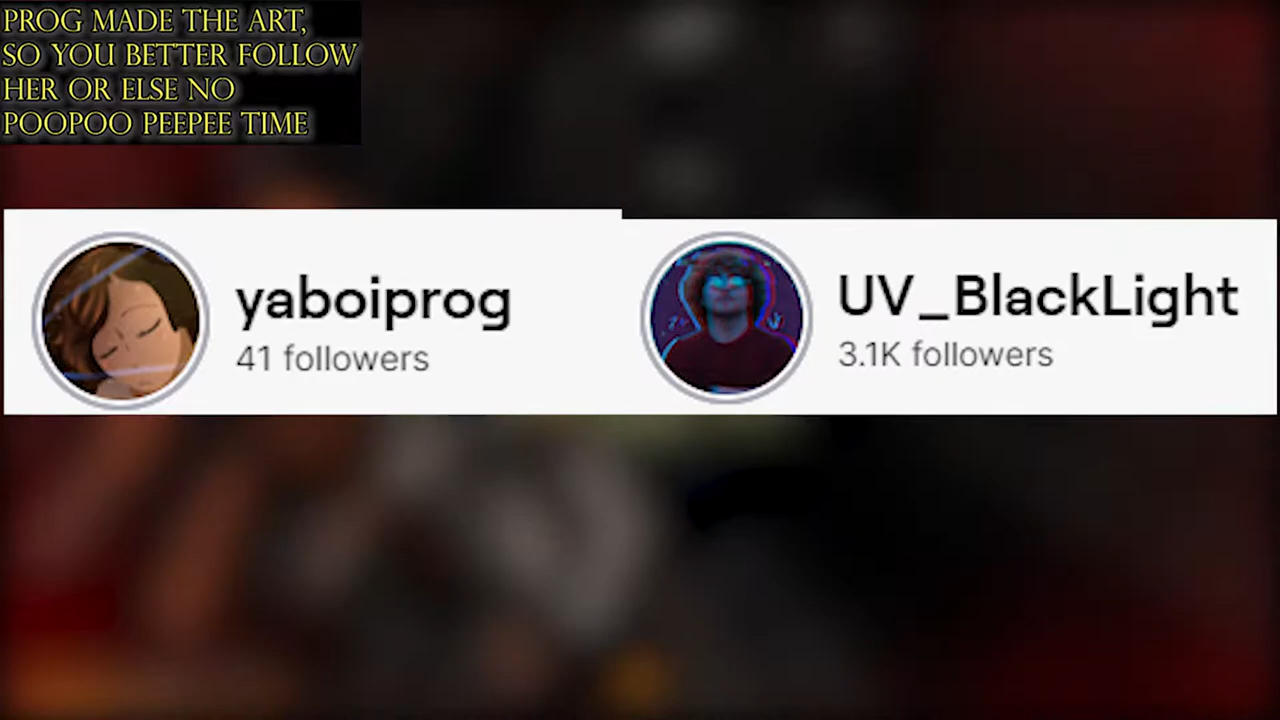 PROG MADE THE ART,
SO YOU BETTER FOLLOW
HER OR ELSE NO
POOPOO PEEPEE TIME
yaboiprog
41 followers
UV_BlackLight
3.1K followers